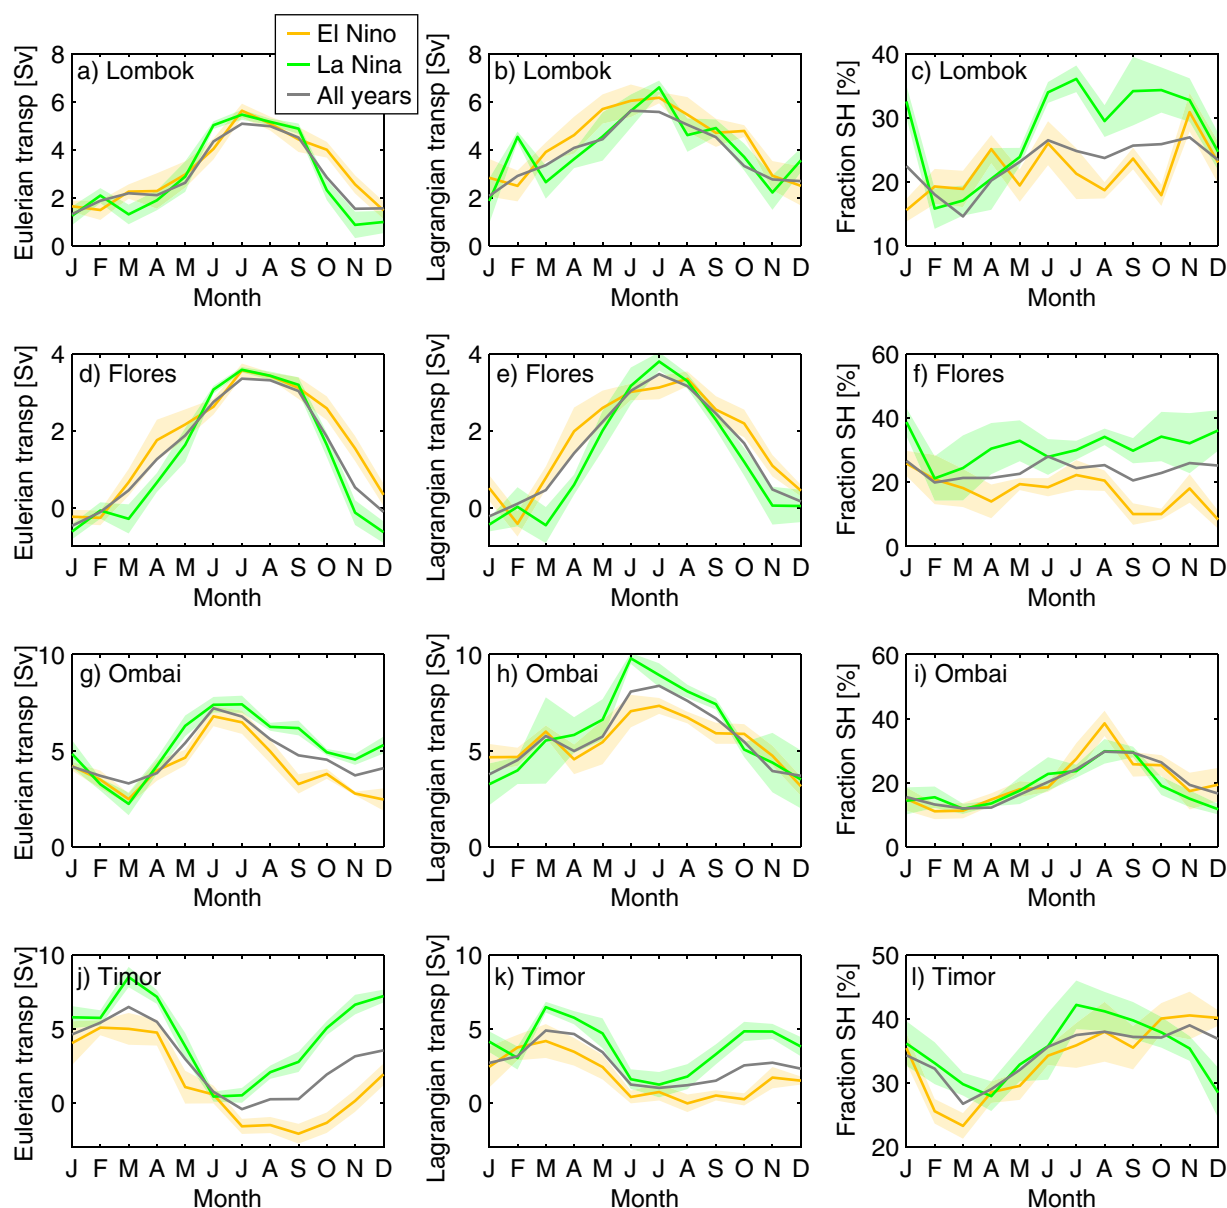 El Nino
La Nina
All years
a) Lombok
Eulerian transp [Sv]
8
6
4
2
0
J F M A M J J A S O N D
Month
b) Lombok
Lagrangian transp [Sv]
8
6
4
2
0
J F M A M J J A S O N D
Month
c) Lombok
Fraction SH [%]
40
30
20
10
J F M A M J J A S O N D
Month
d) Flores
Eulerian transp [Sv]
4
2
0
J F M A M J J A S O N D
Month
e) Flores
Lagrangian transp [Sv]
4
2
0
J F M A M J J A S O N D
Month
f) Flores
Fraction SH [%]
60
40
20
0
J F M A M J J A S O N D
Month
g) Ombai
Eulerian transp [Sv]
10
5
0
J F M A M J J A S O N D
Month
h) Ombai
Lagrangian transp [Sv]
10
5
0
J F M A M J J A S O N D
Month
i) Ombai
Fraction SH [%]
60
40
20
0
J F M A M J J A S O N D
Month
j) Timor
Eulerian transp [Sv]
10
5
0
J F M A M J J A S O N D
Month
k) Timor
Lagrangian transp [Sv]
10
5
0
J F M A M J J A S O N D
Month
l) Timor
Fraction SH [%]
50
40
30
20
J F M A M J J A S O N D
Month